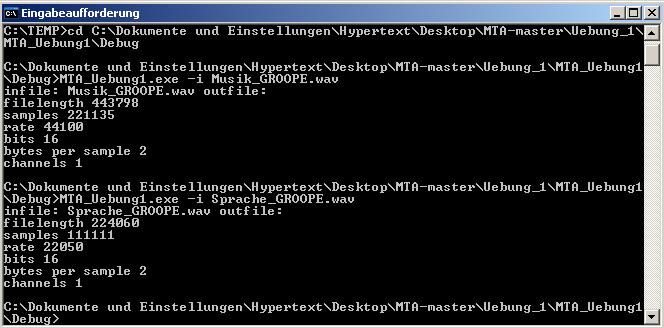 Eingabeaufforderung
C:\TEMP>cd C:\Dokumente und Einstellungen\Hypertext\Desktop\MTA-master\Uebung_1\
MTA_Uebung1\Debug
C:\Dokumente und Einstellungen\Hypertext\Desktop\MTA-master\Uebung_1\MTA_Uebung1
\Debug>MTA_Uebung1.exe -i Musik_GROOPE.wav
infile: Musik_GROOPE.wav outfile:
filelength 443798
samples 221135
rate 44100
bits 16
bytes per sample 2
channels 1
C:\Dokumente und Einstellungen\Hypertext\Desktop\MTA-master\Uebung_1\MTA_Uebung1
\Debug>MTA_Uebung1.exe -i Sprache_GROOPE.wav
infile: Sprache_GROOPE.wav outfile:
filelength 224060
samples 111111
rate 22050
bits 16
bytes per sample 2
channels 1
C:\Dokumente und Einstellungen\Hypertext\Desktop\MTA-master\Uebung_1\MTA_Uebung1
\Debug>